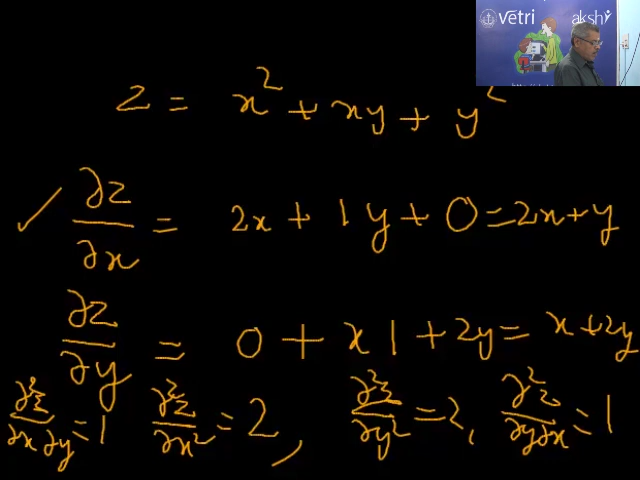 Vetri akshi
z = x² + xy + y²
✓ ∂z/∂x = 2x + 1y + 0 = 2x + y
∂z/∂y = 0 + x1 + 2y = x + 2y
∂²z/∂x∂y = 1 ∂²z/∂x² = 2, ∂²z/∂y² = 2, ∂²z/∂y∂x = 1